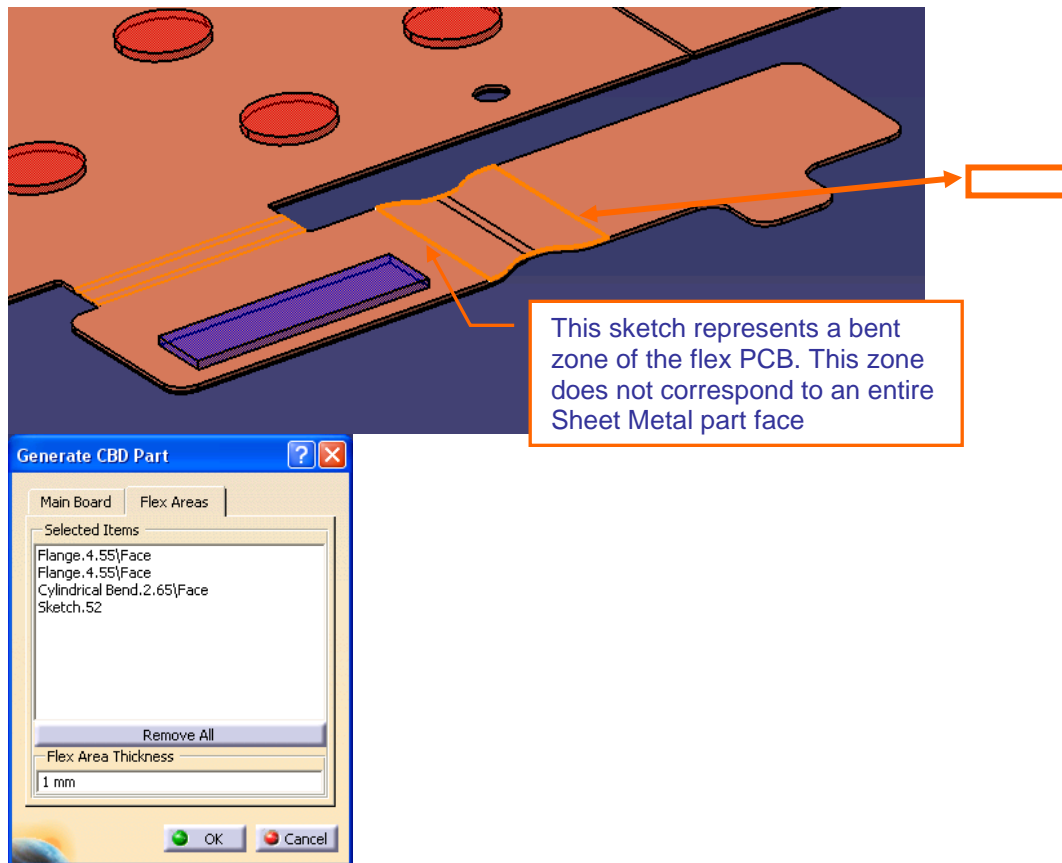 This sketch represents a bent
zone of the flex PCB. This zone
does not correspond to an entire
Sheet Metal part face
Generate CBD Part
Main Board
Flex Areas
Selected Items
Flange.4.55\Face
Flange.4.55\Face
Cylindrical Bend.2.65\Face
Sketch.52
Remove All
Flex Area Thickness
1 mm
OK
Cancel